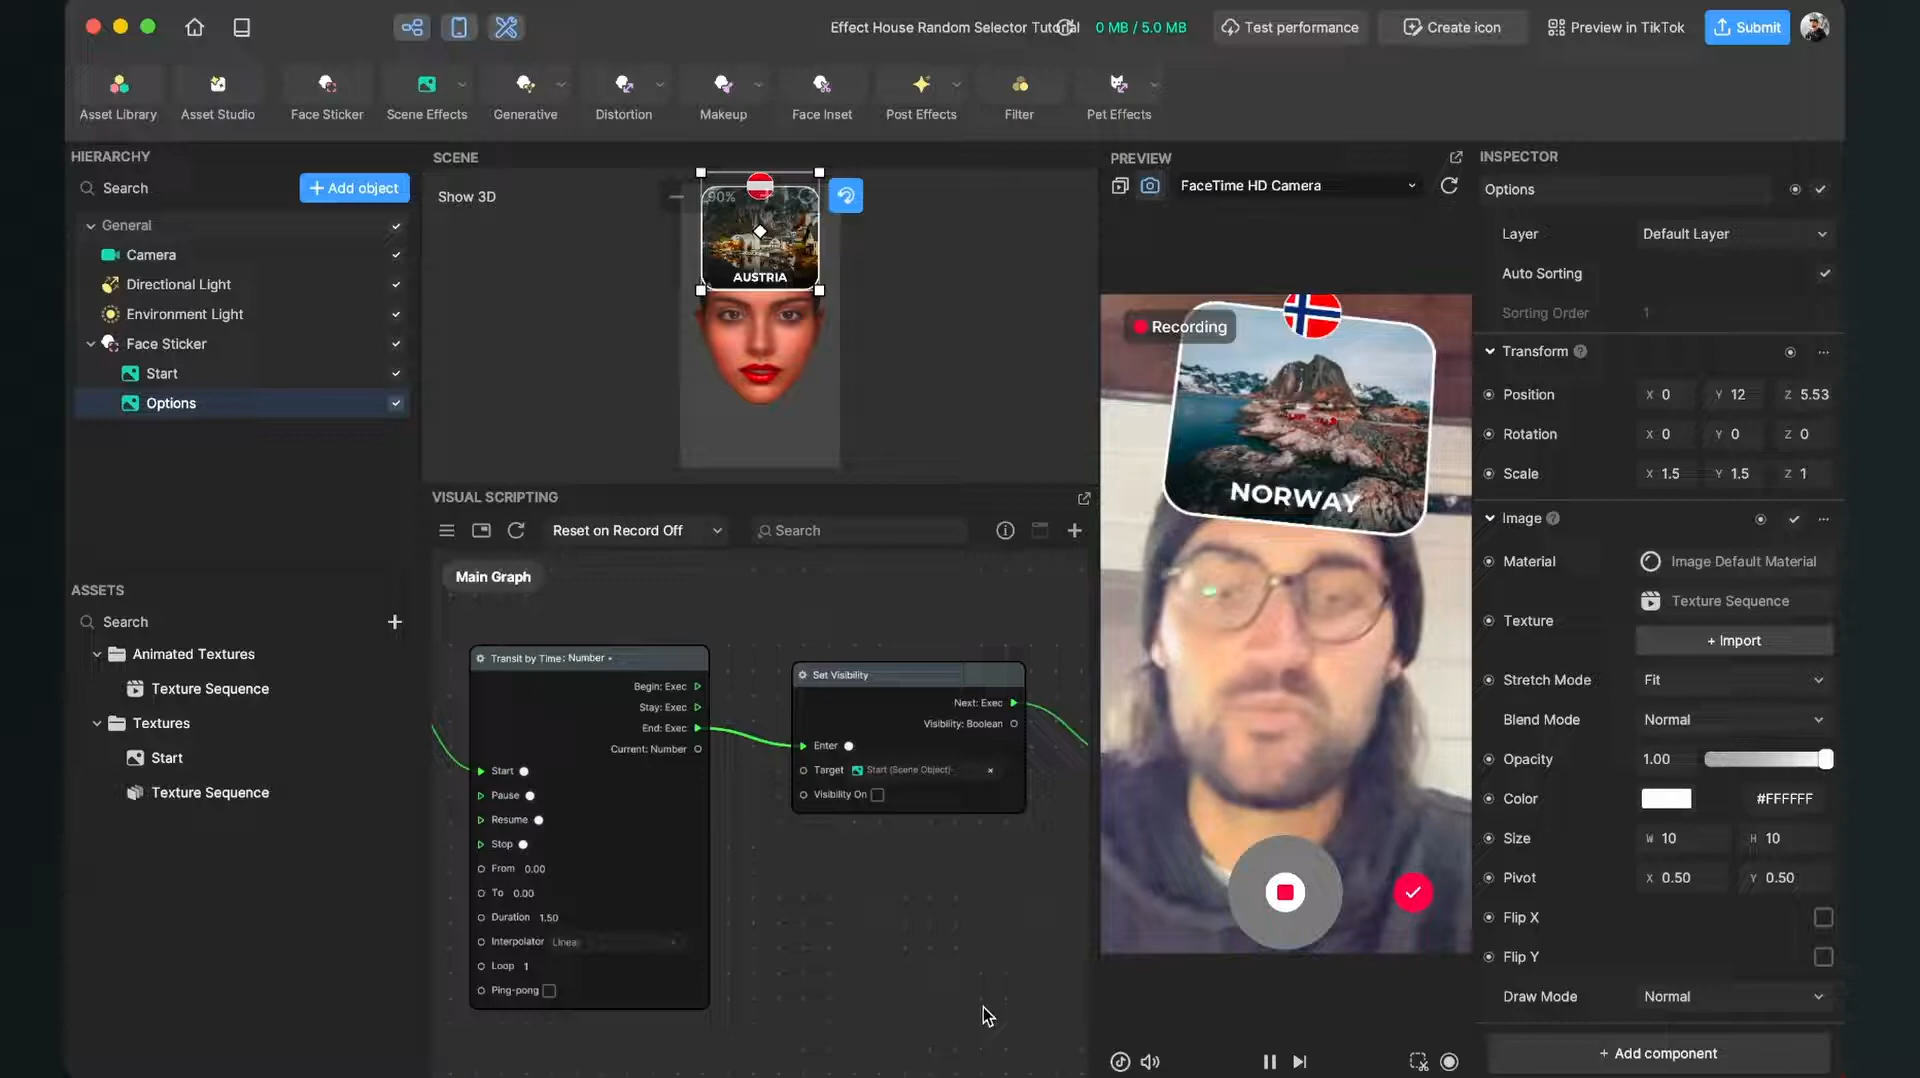 Effect House Random Selector Tutorial
0 MB / 5.0 MB
Test performance
Create icon
Preview in TikTok
Submit
Asset Library
Asset Studio
Face Sticker
Scene Effects
Generative
Distortion
Makeup
Face Inset
Post Effects
Filter
Pet Effects
HIERARCHY
Search
Add object
General
Camera
Directional Light
Environment Light
Face Sticker
Start
Options
ASSETS
Search
Animated Textures
Texture Sequence
Textures
Start
Texture Sequence
SCENE
Show 3D
90%
AUSTRIA
VISUAL SCRIPTING
Reset on Record Off
Search
Main Graph
Transit by Time: Number
Begin: Exec
Stay: Exec
End: Exec
Current: Number
Start
Pause
Resume
Stop
From 0.00
To 0.00
Duration 1.50
Interpolator Linea
Loop 1
Ping-pong
Set Visibility
Next: Exec
Visibility: Boolean
Enter
Target Start (Scene Object)
Visibility On
PREVIEW
FaceTime HD Camera
Recording
NORWAY
INSPECTOR
Options
Layer Default Layer
Auto Sorting
Sorting Order 1
Transform
Position X 0 Y 12 Z 5.53
Rotation X 0 Y 0 Z 0
Scale X 1.5 Y 1.5 Z 1
Image
Material Image Default Material
Texture Sequence
Texture
+ Import
Stretch Mode Fit
Blend Mode Normal
Opacity 1.00
Color #FFFFFF
Size W 10 H 10
Pivot X 0.50 Y 0.50
Flip X
Flip Y
Draw Mode Normal
+ Add component